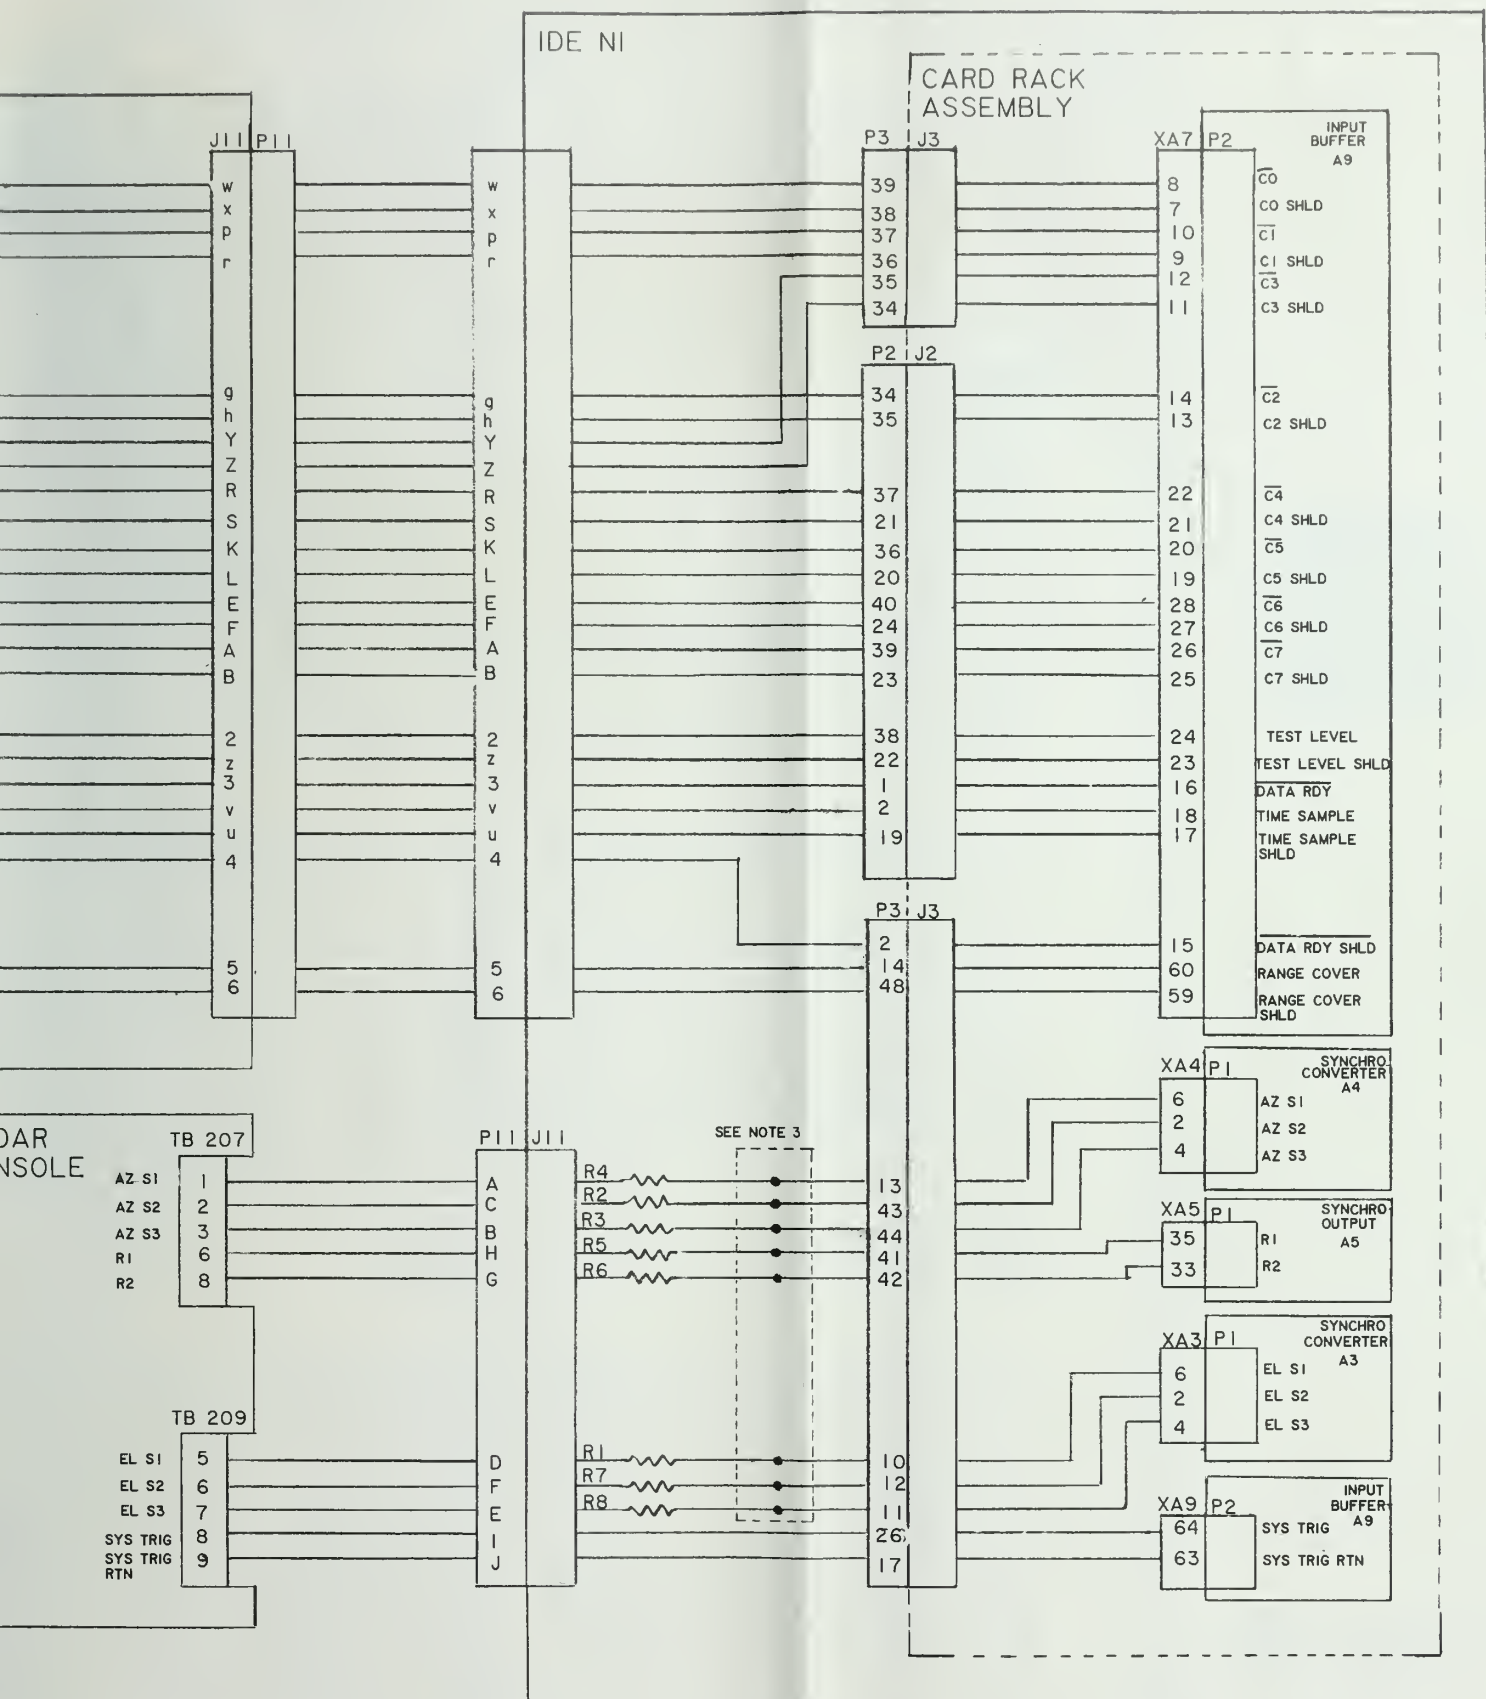 IDE NI
CARD RACK
ASSEMBLY
J11 P11
P3 J3
XA7 P2
INPUT
BUFFER
A9
w w 39 8 C0
x x 38 7 CO SHLD
p p 37 10 C1
r r 36 9 C1 SHLD
35 12 C3
34 11 C3 SHLD
P2 J2
g g 34 14 C2
h h 35 13 C2 SHLD
Y Y
Z Z
R R 37 22 C4
S S 21 21 C4 SHLD
K K 36 20 C5
L L 20 19 C5 SHLD
E E 40 28 C6
F F 24 27 C6 SHLD
A A 39 26 C7
B B 23 25 C7 SHLD
2 2 38 24 TEST LEVEL
z z 22 23 TEST LEVEL SHLD
3 3 1 16 DATA RDY
v v 2 18 TIME SAMPLE
u u 19 17 TIME SAMPLE
SHLD
4 4
P3 J3
2 15 DATA RDY SHLD
5 5 14 60 RANGE COVER
6 6 48 59 RANGE COVER
SHLD
XA4 P1
SYNCHRO
CONVERTER
A4
6 AZ S1
2 AZ S2
4 AZ S3
DAR
NSOLE
TB 207
P11 J11
SEE NOTE 3
AZ S1 1 A R4 13
AZ S2 2 C R2 43
AZ S3 3 B R3 44
R1 6 H R5 41
R2 8 G R6 42
XA5 P1
SYNCHRO
OUTPUT
A5
35 R1
33 R2
XA3 P1
SYNCHRO
CONVERTER
A3
6 EL S1
2 EL S2
4 EL S3
TB 209
EL S1 5 D R1 10
EL S2 6 F R7 12
EL S3 7 E R8 11
SYS TRIG 8 I 26
SYS TRIG
RTN 9 J 17
XA9 P2
INPUT
BUFFER
A9
64 SYS TRIG
63 SYS TRIG RTN